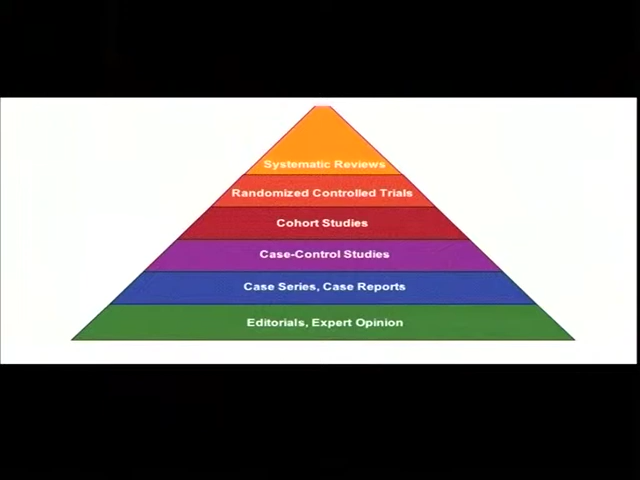 Systematic Reviews
Randomized Controlled Trials
Cohort Studies
Case-Control Studies
Case Series, Case Reports
Editorials, Expert Opinion